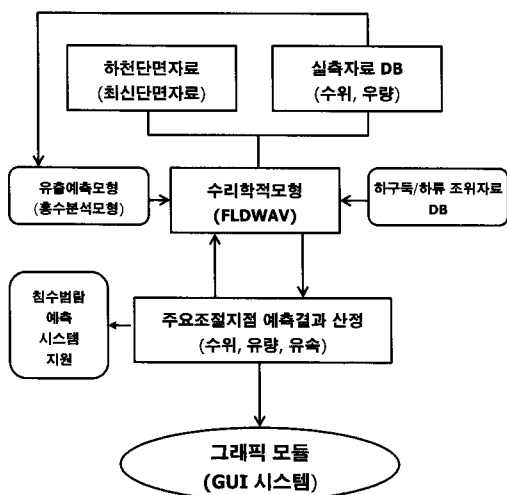 하천단면자료
(최신단면자료)
실측자료 DB
(수위, 우량)
유출예측모형
(홍수분석모형)
수리학적모형
(FLDWAV)
하구둑/하류 조위자료
DB
침수범람
예측
시스템
지원
주요조절지점 예측결과 산정
(수위, 유량, 유속)
그래픽 모듈
(GUI 시스템)